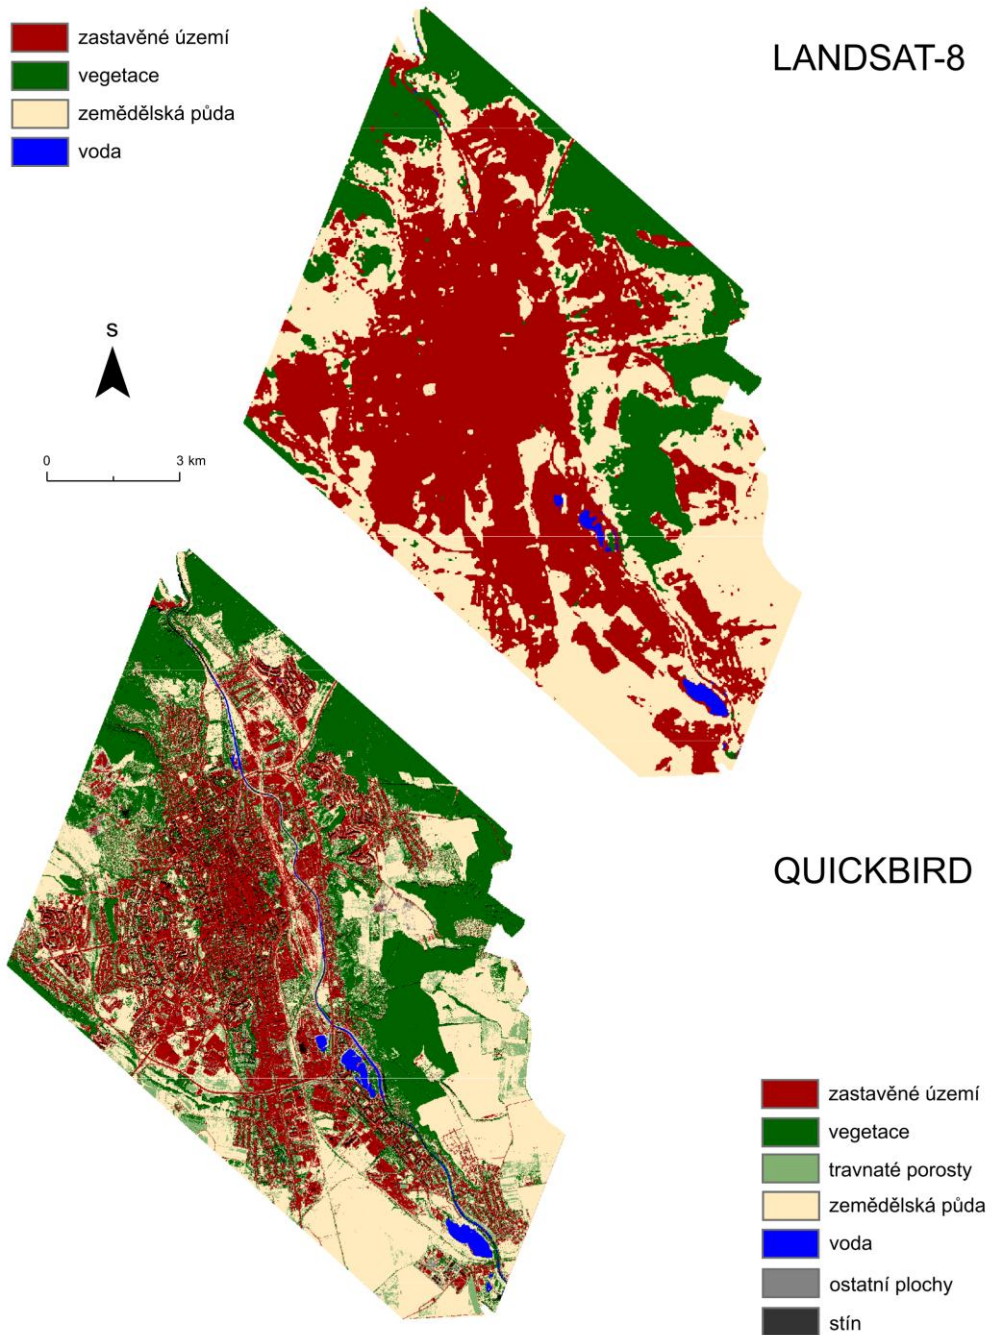 zastavěné území
vegetace
zemědělská půda
voda
LANDSAT-8
S
0 3 km
QUICKBIRD
zastavěné území
vegetace
travnaté porosty
zemědělská půda
voda
ostatní plochy
stín